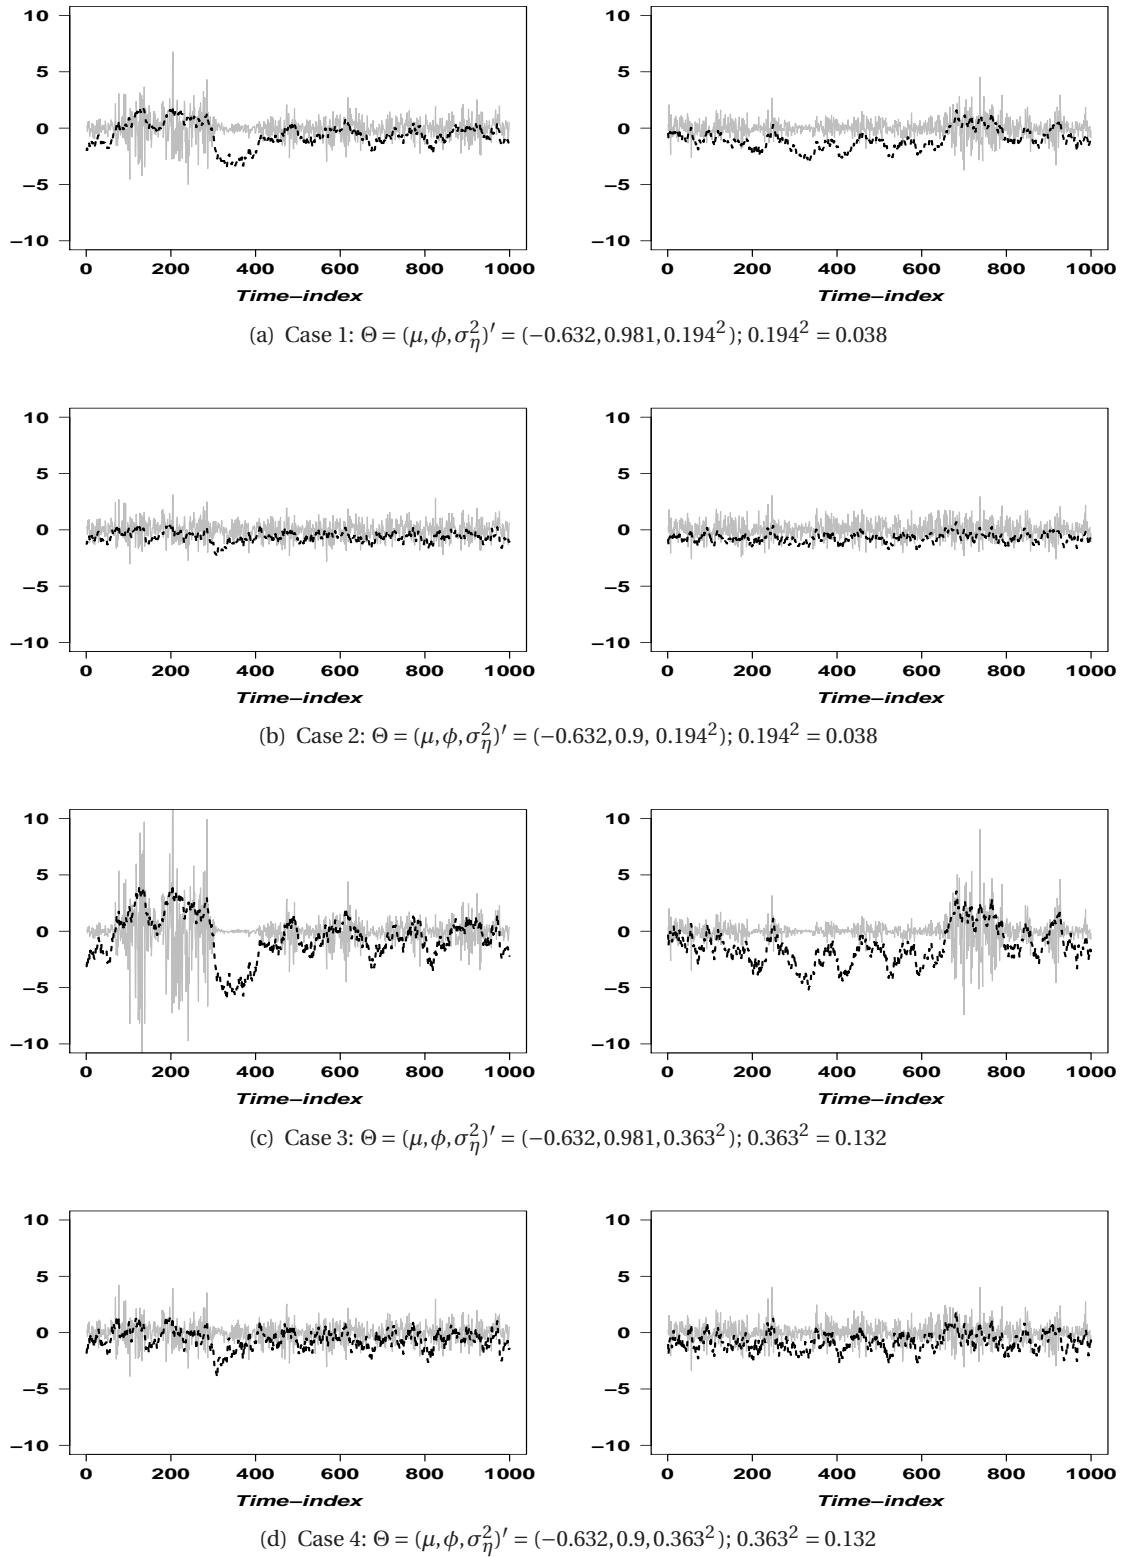 10
5
0
−5
−10
0 200 400 600 800 1000
Time−index
10
5
0
−5
−10
0 200 400 600 800 1000
Time−index
(a) Case 1: Θ = (μ, ϕ, σ²_η)′ = (−0.632, 0.981, 0.194²); 0.194² = 0.038
10
5
0
−5
−10
0 200 400 600 800 1000
Time−index
10
5
0
−5
−10
0 200 400 600 800 1000
Time−index
(b) Case 2: Θ = (μ, ϕ, σ²_η)′ = (−0.632, 0.9, 0.194²); 0.194² = 0.038
10
5
0
−5
−10
0 200 400 600 800 1000
Time−index
10
5
0
−5
−10
0 200 400 600 800 1000
Time−index
(c) Case 3: Θ = (μ, ϕ, σ²_η)′ = (−0.632, 0.981, 0.363²); 0.363² = 0.132
10
5
0
−5
−10
0 200 400 600 800 1000
Time−index
10
5
0
−5
−10
0 200 400 600 800 1000
Time−index
(d) Case 4: Θ = (μ, ϕ, σ²_η)′ = (−0.632, 0.9, 0.363²); 0.363² = 0.132